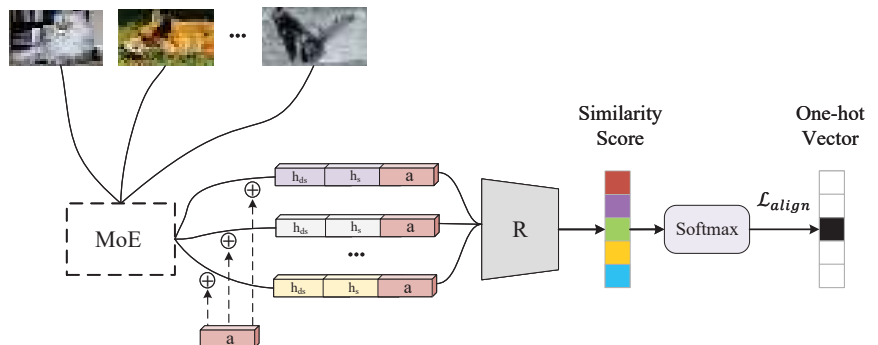 ...
Similarity
Score
One-hot
Vector
h_ds h_s a
MoE
h_ds h_s a
R
Softmax
ℒ_align
...
h_ds h_s a
a